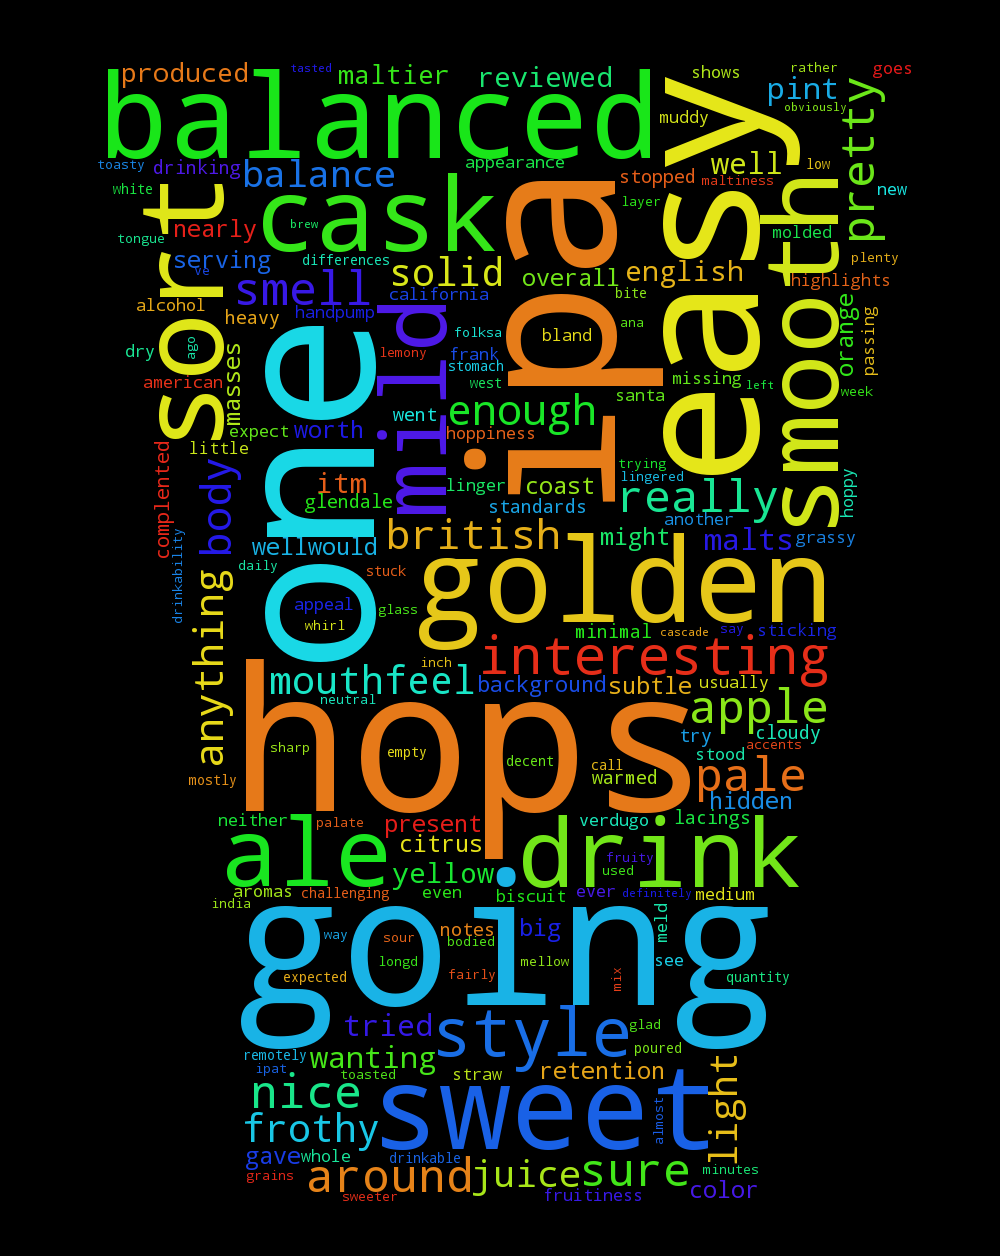 produced
tasted
maltier
reviewed
shows
rather
goes
balanced
easy
pint
obviously
pretty
muddy
toasty
drinking
balance
appearance
well
low
stopped
maltiness
white
sort
cask
ipa
layer
new
nearly
brew
smooth
molded
tongue
serving
ve
differences
solid
overall
english
plenty
smell
california
bite
highlights
alcohol
heavy
handpump
mild
folksa
bland
ana
orange
passing
dry
ago
one
masses
lemony
frank
stomach
missing
left
american
west
santa
week
went
enough
expect
worth
hoppiness
little
complented
body
itm
linger
coast
trying
lingered
hoppy
glendale
standards
really
another
drinkability
wellwould
british
might
malts
grassy
daily
stuck
golden
anything
appeal
glass
whirl
minimal
cascade
say
sticking
inch
interesting
mouthfeel
background
subtle
usually
neutral
hops
apple
try
cloudy
sharp
empty
decent
stood
accents
mostly
call
warmed
pale
hidden
neither
palate
present
verdugo
lacings
ale
citrus
drink
yellow
fruity
used
aromas
challenging
even
biscuit
ever
definitely
medium
india
going
way
sour
notes
bodied
big
meld
longd
mellow
see
expected
fairly
mix
quantity
tried
style
glad
remotely
wanting
poured
ipat
toasted
straw
retention
light
nice
sweet
frothy
almost
gave
whole
drinkable
grains
around
juice
sure
minutes
sweeter
fruitiness
color